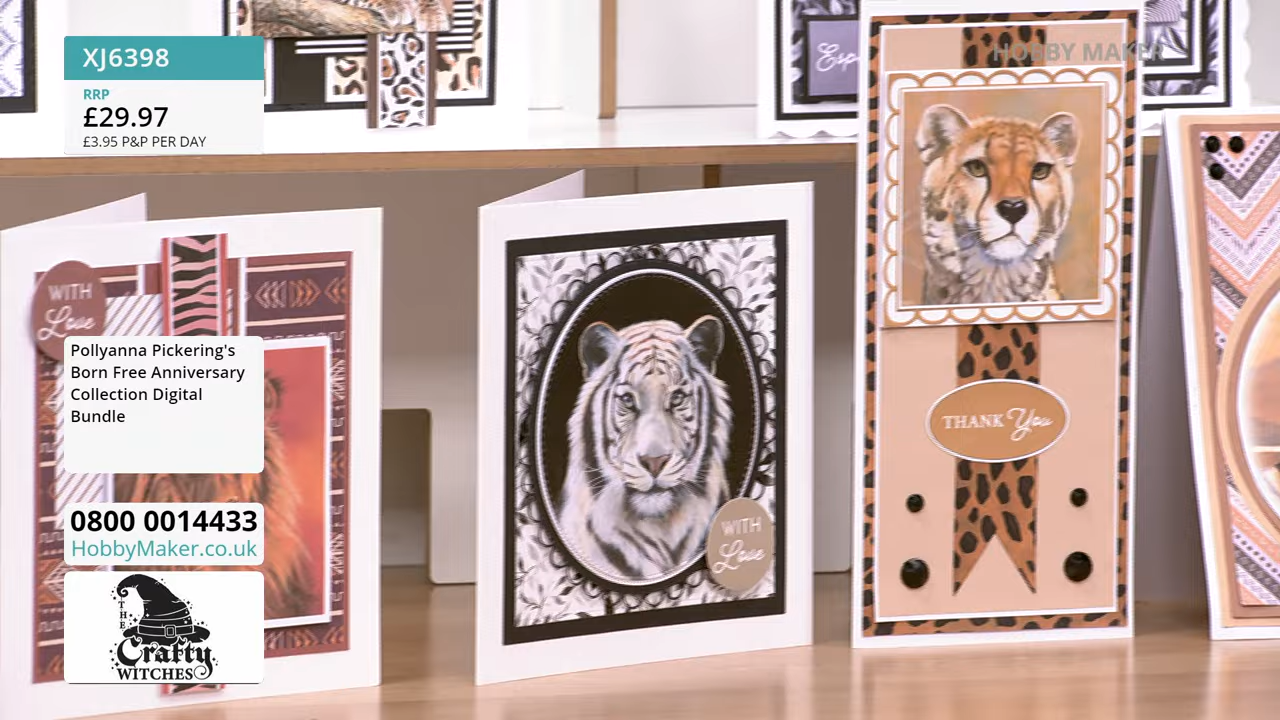 XJ6398
RRP
£29.97
£3.95 P&P PER DAY
HOBBY MAKER
WITH
Love
Pollyanna Pickering's
Born Free Anniversary
Collection Digital
Bundle
0800 0014433
HobbyMaker.co.uk
THE
Crafty
WITCHES
WITH
Love
THANK You